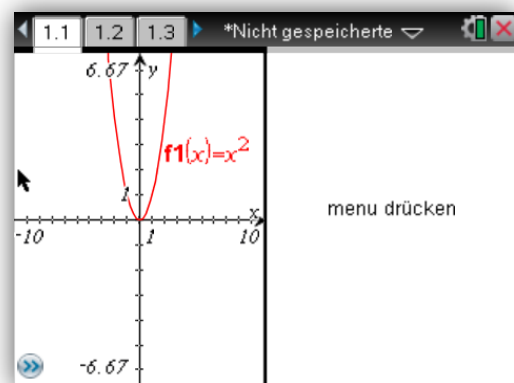 1.1 1.2 1.3 *Nicht gespeicherte
6.67 y
f1(x)=x²
1
x
-10 1 10
menu drücken
-6.67